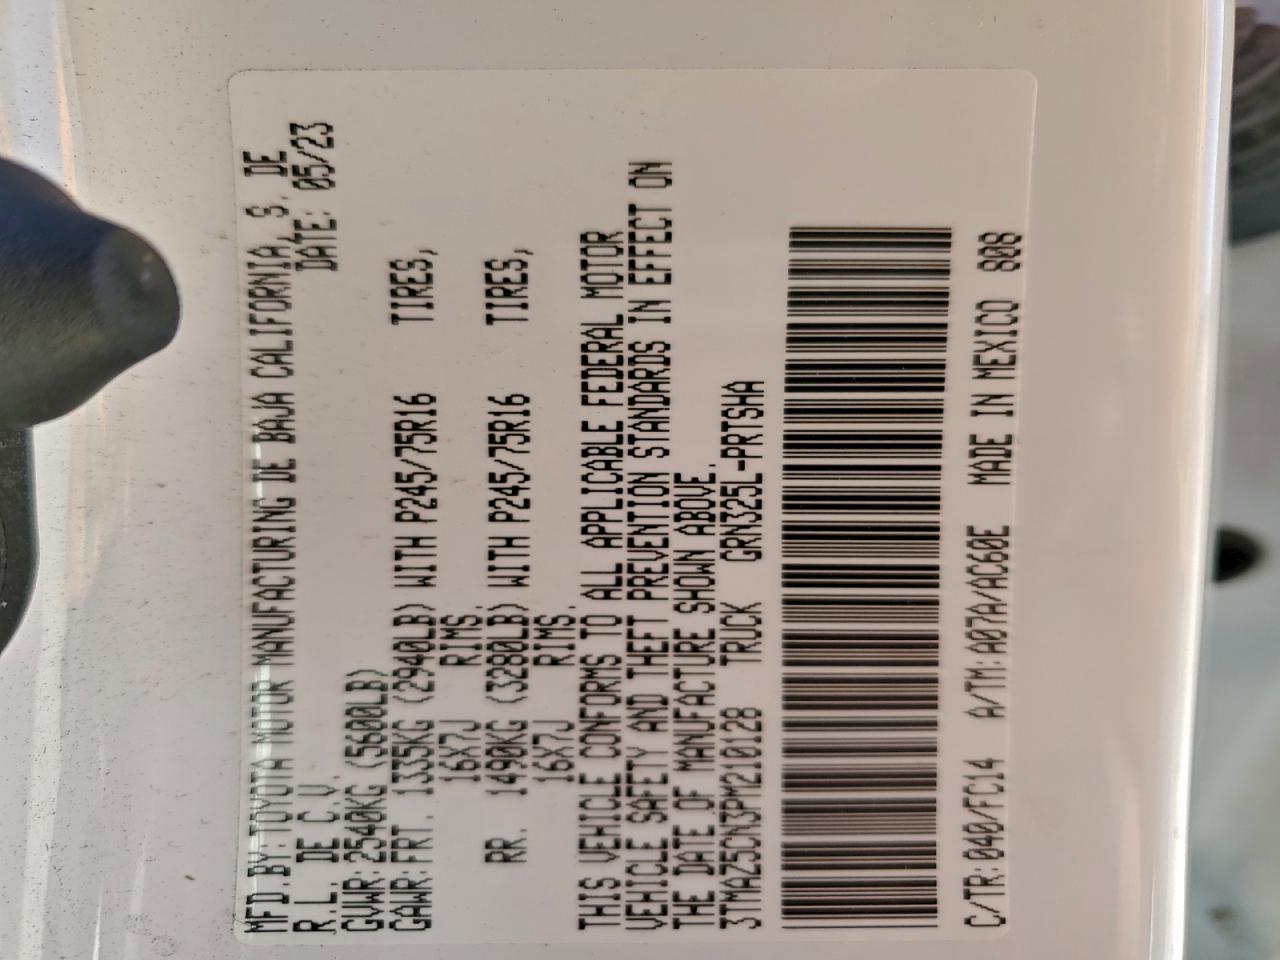 MFD.BY:TOYOTA MOTOR MANUFACTURING DE BAJA CALIFORNIA, S. DE
R.L. DE C.V. DATE: 05/23
GVWR:2540KG (5600LB)
GAWR:FRT. 1335KG (2940LB) WITH P245/75R16 TIRES,
16X7J RIMS.
RR. 1490KG (3280LB) WITH P245/75R16 TIRES,
16X7J RIMS.
THIS VEHICLE CONFORMS TO ALL APPLICABLE FEDERAL MOTOR
VEHICLE SAFETY AND THEFT PREVENTION STANDARDS IN EFFECT ON
THE DATE OF MANUFACTURE SHOWN ABOVE.
3TMAZ5CN3PM210128 TRUCK GRN325L-PRTSHA
C/TR:040/FC14 A/TM:A07A/AC60E MADE IN MEXICO 808